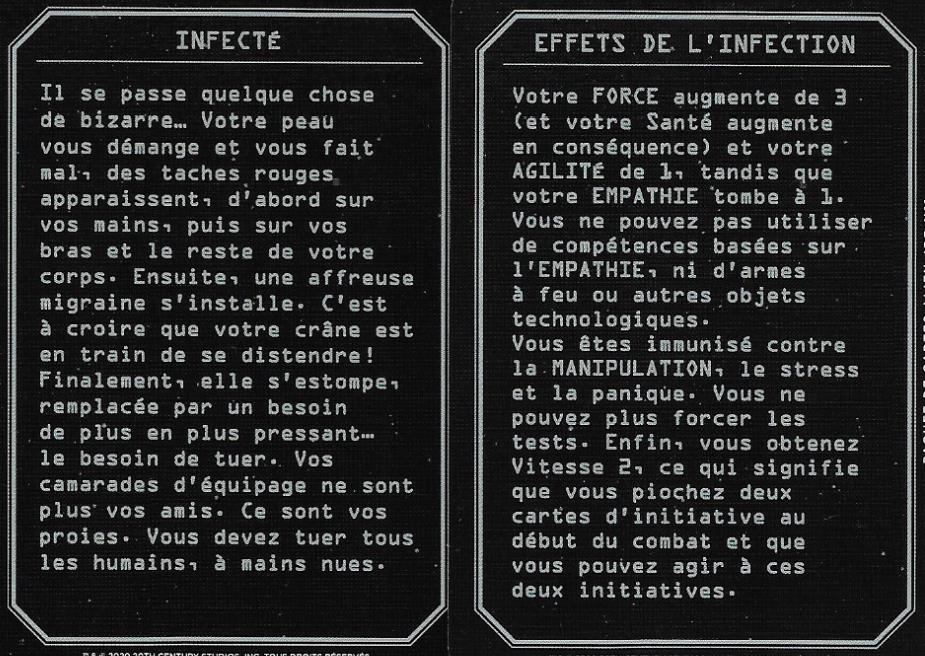 INFECTÉ
Il se passe quelque chose
de bizarre… Votre peau
vous démange et vous fait
mal, des taches rouges
apparaissent, d'abord sur
vos mains, puis sur vos
bras et le reste de votre
corps. Ensuite, une affreuse
migraine s'installe. C'est
à croire que votre crâne est
en train de se distendre!
Finalement, elle s'estompe,
remplacée par un besoin
de plus en plus pressant…
le besoin de tuer. Vos
camarades d'équipage ne sont
plus vos amis. Ce sont vos
proies. Vous devez tuer tous
les humains, à mains nues.
EFFETS DE L'INFECTION
Votre FORCE augmente de 3
(et votre Santé augmente
en conséquence) et votre
AGILITÉ de 1, tandis que
votre EMPATHIE tombe à 1.
Vous ne pouvez pas utiliser
de compétences basées sur
l'EMPATHIE, ni d'armes
à feu ou autres objets
technologiques.
Vous êtes immunisé contre
la MANIPULATION, le stress
et la panique. Vous ne
pouvez plus forcer les
tests. Enfin, vous obtenez
Vitesse 2, ce qui signifie
que vous piochez deux
cartes d'initiative au
début du combat et que
vous pouvez agir à ces
deux initiatives.
2020 20TH CENTURY STUDIOS, INC. TOUS DROITS RÉSERVÉS